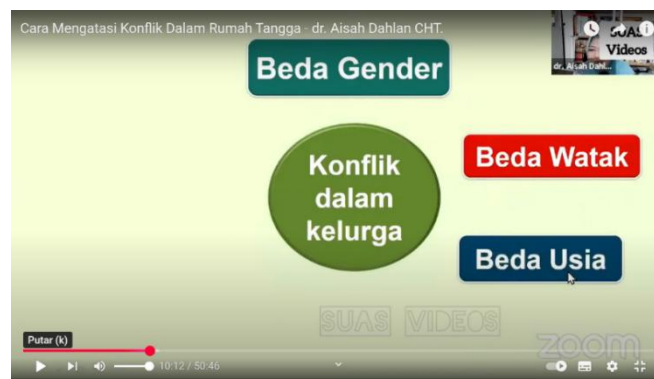 Cara Mengatasi Konflik Dalam Rumah Tangga - dr. Aisah Dahlan CHT.
SUAS
Videos
dr. Aisah Dahl...
Beda Gender
Konflik
dalam
kelurga
Beda Watak
Beda Usia
SUAS VIDEOS
zoom
Putar (k)
10:12 / 50:46